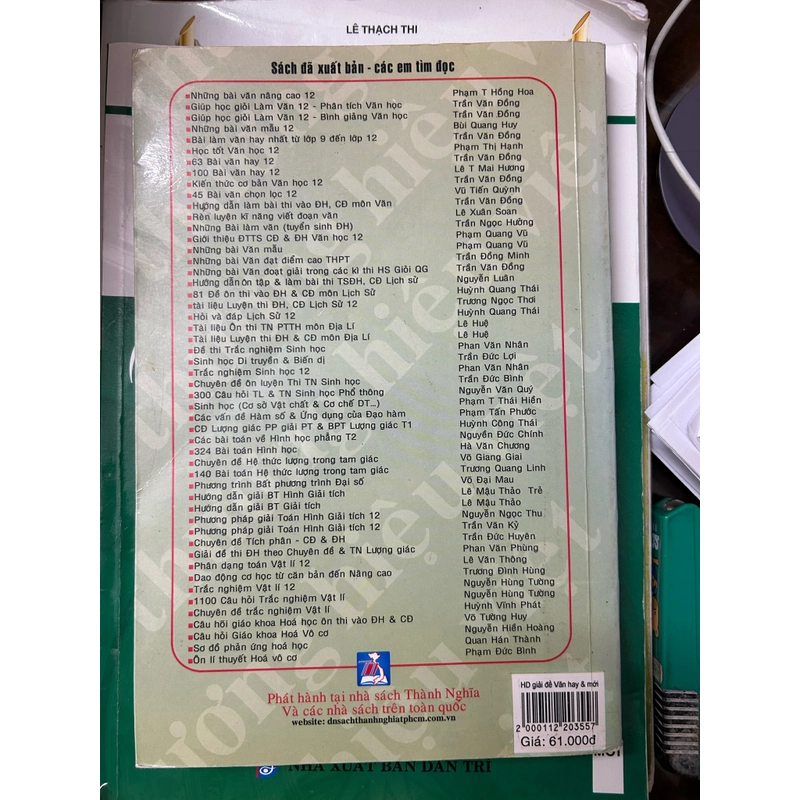 LÊ THẠCH THI
Sách đã xuất bản - các em tìm đọc
Những bài văn nâng cao 12 Phạm T Hồng Hoa
Giúp học giỏi Làm Văn 12 - Phân tích Văn học Trần Văn Đồng
Giúp học giỏi Làm Văn 12 - Bình giảng Văn học Trần Văn Đồng
Những bài văn mẫu 12 Bùi Quang Huy
Bài làm văn hay nhất từ lớp 9 đến lớp 12 Trần Văn Đồng
Học tốt Văn học 12 Phạm Thị Hạnh
63 Bài văn hay 12 Trần Văn Đồng
100 Bài văn hay 12 Lê T Mai Hương
Kiến thức cơ bản Văn học 12 Trần Văn Đồng
45 Bài văn chọn lọc 12 Vũ Tiến Quỳnh
Hướng dẫn làm bài thi vào ĐH, CĐ môn Văn Trần Văn Đồng
Rèn luyện kĩ năng viết đoạn văn Lê Xuân Soan
Những Bài làm văn (tuyển sinh ĐH) Trần Ngọc Hưởng
Giới thiệu ĐTTS CĐ & ĐH Văn học 12 Phạm Quang Vũ
Những bài Văn mẫu Phạm Quang Vũ
Những bài Văn đạt điểm cao THPT Trần Đồng Minh
Những bài Văn đoạt giải trong các kì thi HS Giỏi QG Trần Văn Đồng
Hướng dẫn ôn tập & làm bài thi TSĐH, CĐ Lịch sử Nguyễn Luân
81 Đề ôn thi vào ĐH & CĐ môn Lịch Sử Huỳnh Quang Thái
tài liệu Luyện thi ĐH, CĐ Lịch Sử 12 Trương Ngọc Thơi
Hỏi và đáp Lịch Sử 12 Huỳnh Quang Thái
Tài liệu Ôn thi TN PTTH môn Địa Lí Lê Huệ
Tài liệu Luyện thi ĐH & CĐ môn Địa Lí Lê Huệ
Đề thi Trắc nghiệm Sinh học Phan Văn Nhân
Sinh học Di truyền & Biến dị Trần Đức Lợi
Trắc nghiệm Sinh học 12 Phan Văn Nhân
Chuyên đề ôn luyện Thi TN Sinh học Trần Đức Bình
300 Câu hỏi TL & TN Sinh học Phổ thông Nguyễn Văn Quý
Sinh học (Cơ sở Vật chất & Cơ chế DT...) Phạm T Thái Hiền
Các vấn đề Hàm số & Ứng dụng của Đạo hàm Phạm Tấn Phước
CĐ Lượng giác PP giải PT & BPT Lượng giác T1 Huỳnh Công Thái
Các bài toán về Hình học phẳng T2 Nguyễn Đức Chính
324 Bài toán Hình học Hà Văn Chương
Chuyên đề Hệ thức lượng trong tam giác Võ Giang Giai
140 Bài toán Hệ thức lượng trong tam giác Trương Quang Linh
Phương trình Bất phương trình Đại số Võ Đại Mau
Hướng dẫn giải BT Hình Giải tích Lê Mậu Thảo Trẻ
Hướng dẫn giải BT Giải tích Lê Mậu Thảo
Phương pháp giải Toán Hình Giải tích 12 Nguyễn Ngọc Thu
Phương pháp giải Toán Hình Giải tích 12 Trần Văn Kỷ
Chuyên đề Tích phân - CĐ & ĐH Trần Đức Huyên
Giải đề thi ĐH theo Chuyên đề & TN Lượng giác Phan Văn Phùng
Phân dạng toán Vật lí 12 Lê Văn Thông
Dao động cơ học từ căn bản đến Nâng cao Trương Đình Hùng
Trắc nghiệm Vật lí 12 Nguyễn Hùng Tường
1100 Câu hỏi Trắc nghiệm Vật lí Nguyễn Hùng Tường
Chuyên đề trắc nghiệm Vật lí Huỳnh Vĩnh Phát
Câu hỏi giáo khoa Hoá học ôn thi vào ĐH & CĐ Võ Tường Huy
Câu hỏi Giáo khoa Hoá Vô cơ Nguyễn Hiền Hoàng
Sơ đồ phản ứng hoá học Quan Hán Thành
Ôn lí thuyết Hoá vô cơ Phạm Đức Bình
Phát hành tại nhà sách Thành Nghĩa
Và các nhà sách trên toàn quốc
website: dnsachthanhnghiatphcm.com.vn
HD giải đề Văn hay & mới
2 000112 203557
Giá: 61.000đ
NHÀ XUẤT BẢN DÂN TRÍ